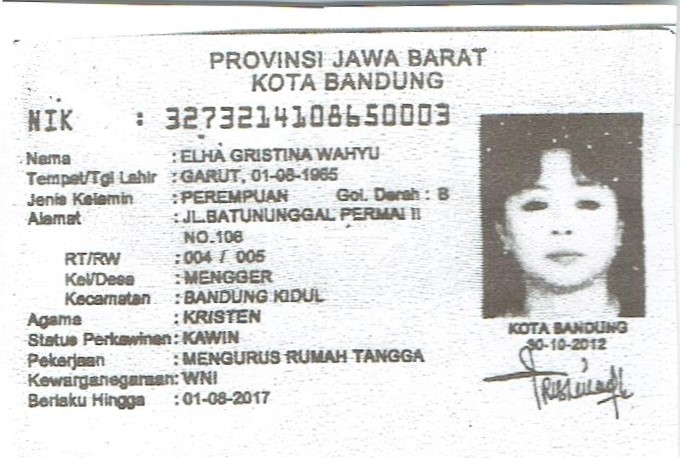 PROVINSI JAWA BARAT
KOTA BANDUNG
NIK : 3273214108650003
Nama : ELHA GRISTINA WAHYU
Tempat/Tgl Lahir : GARUT, 01-08-1965
Jenis Kelamin : PEREMPUAN Gol. Darah : B
Alamat : JL.BATUNUNGGAL PERMAI II
NO.106
RT/RW : 004 / 005
Kel/Desa : MENGGER
Kecamatan : BANDUNG KIDUL
Agama : KRISTEN
Status Perkawinan: KAWIN
Pekerjaan : MENGURUS RUMAH TANGGA
Kewarganegaraan: WNI
Berlaku Hingga : 01-08-2017
KOTA BANDUNG
30-10-2012